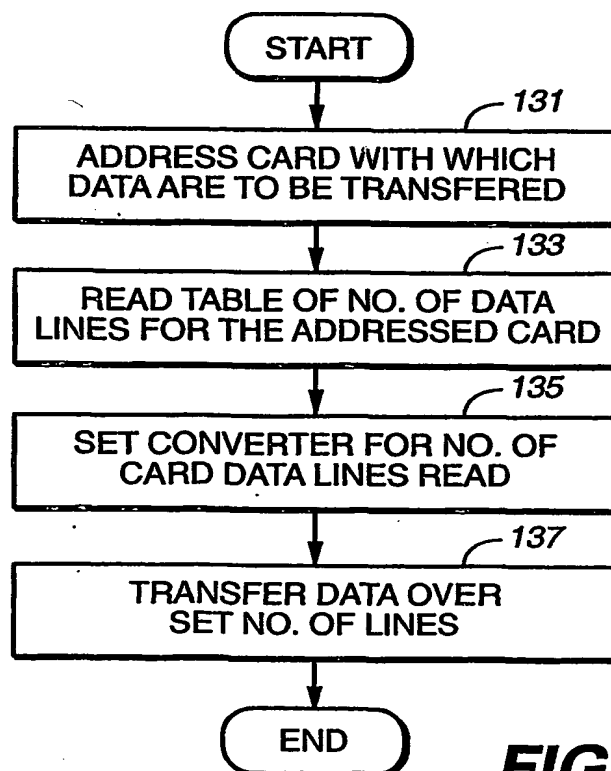 START
131
ADDRESS CARD WITH WHICH
DATA ARE TO BE TRANSFERED
133
READ TABLE OF NO. OF DATA
LINES FOR THE ADDRESSED CARD
135
SET CONVERTER FOR NO. OF
CARD DATA LINES READ
137
TRANSFER DATA OVER
SET NO. OF LINES
END
FIG